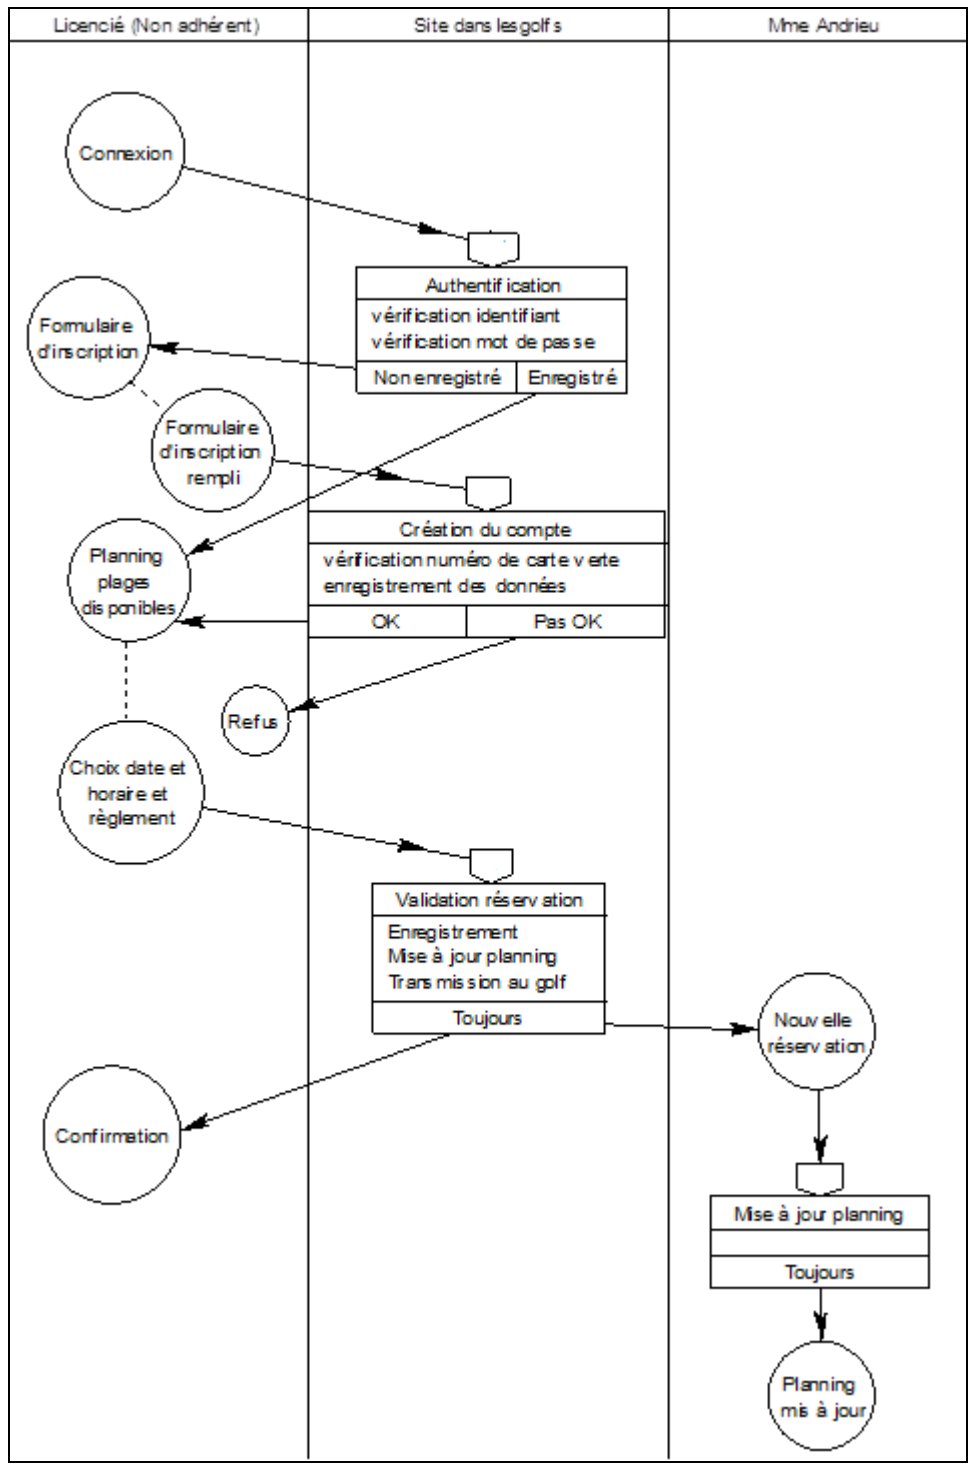 Licencié (Non adhérent)
Site dans lesgolfs
Mme Andrieu
Connexion
Authentification
vérification identifiant
vérification mot de passe
Non enregistré
Enregistré
Formulaire
d'inscription
Formulaire
d'inscription
rempli
Création du compte
vérification numéro de carte verte
enregistrement des données
OK
Pas OK
Planning
plages
disponibles
Refus
Choix date et
horaire et
règlement
Validation réservation
Enregistrement
Mise à jour planning
Transmission au golf
Toujours
Nouvelle
réservation
Confirmation
Mise à jour planning
Toujours
Planning
mis à jour